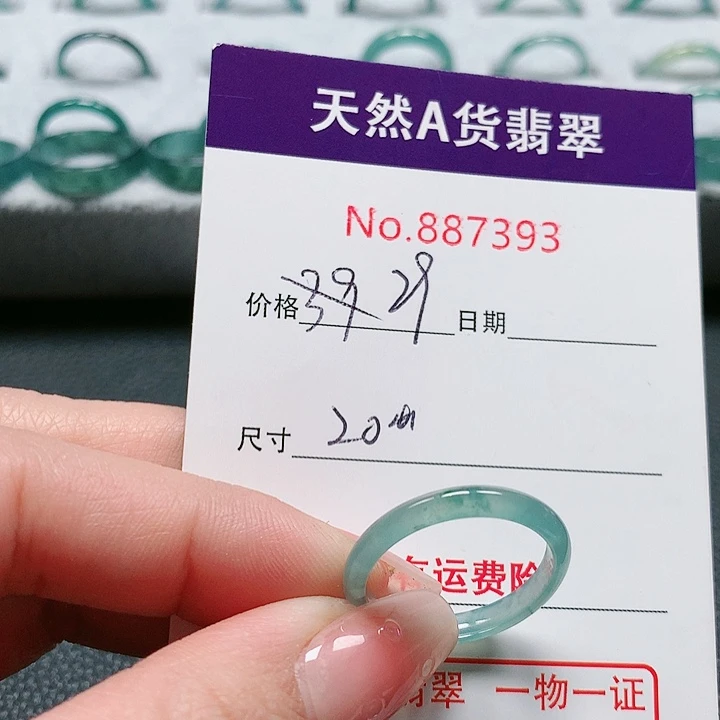 天然A货翡翠
No.887393
价格 39 29 日期
尺寸 20
运费险
翡翠 一物一证